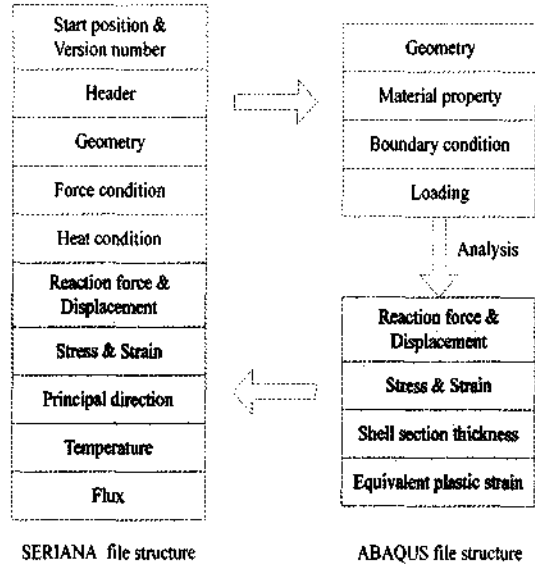 Start position &
Version number
Header
Geometry
Force condition
Heat condition
Reaction force &
Displacement
Stress & Strain
Principal direction
Temperature
Flux
SERIANA file structure
Geometry
Material property
Boundary condition
Loading
Analysis
Reaction force &
Displacement
Stress & Strain
Shell section thickness
Equivalent plastic strain
ABAQUS file structure